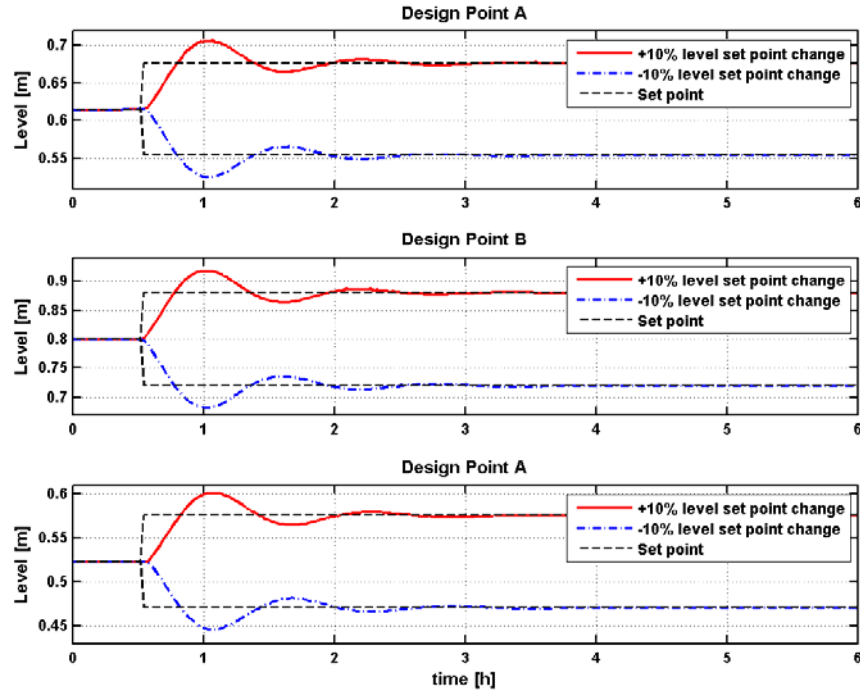 Design Point A
Level [m]
0.7
0.65
0.6
0.55
0 1 2 3 4 5 6
+10% level set point change
-10% level set point change
Set point
Design Point B
Level [m]
0.9
0.85
0.8
0.75
0.7
0 1 2 3 4 5 6
+10% level set point change
-10% level set point change
Set point
Design Point A
Level [m]
0.6
0.55
0.5
0.45
0 1 2 3 4 5 6
+10% level set point change
-10% level set point change
Set point
time [h]